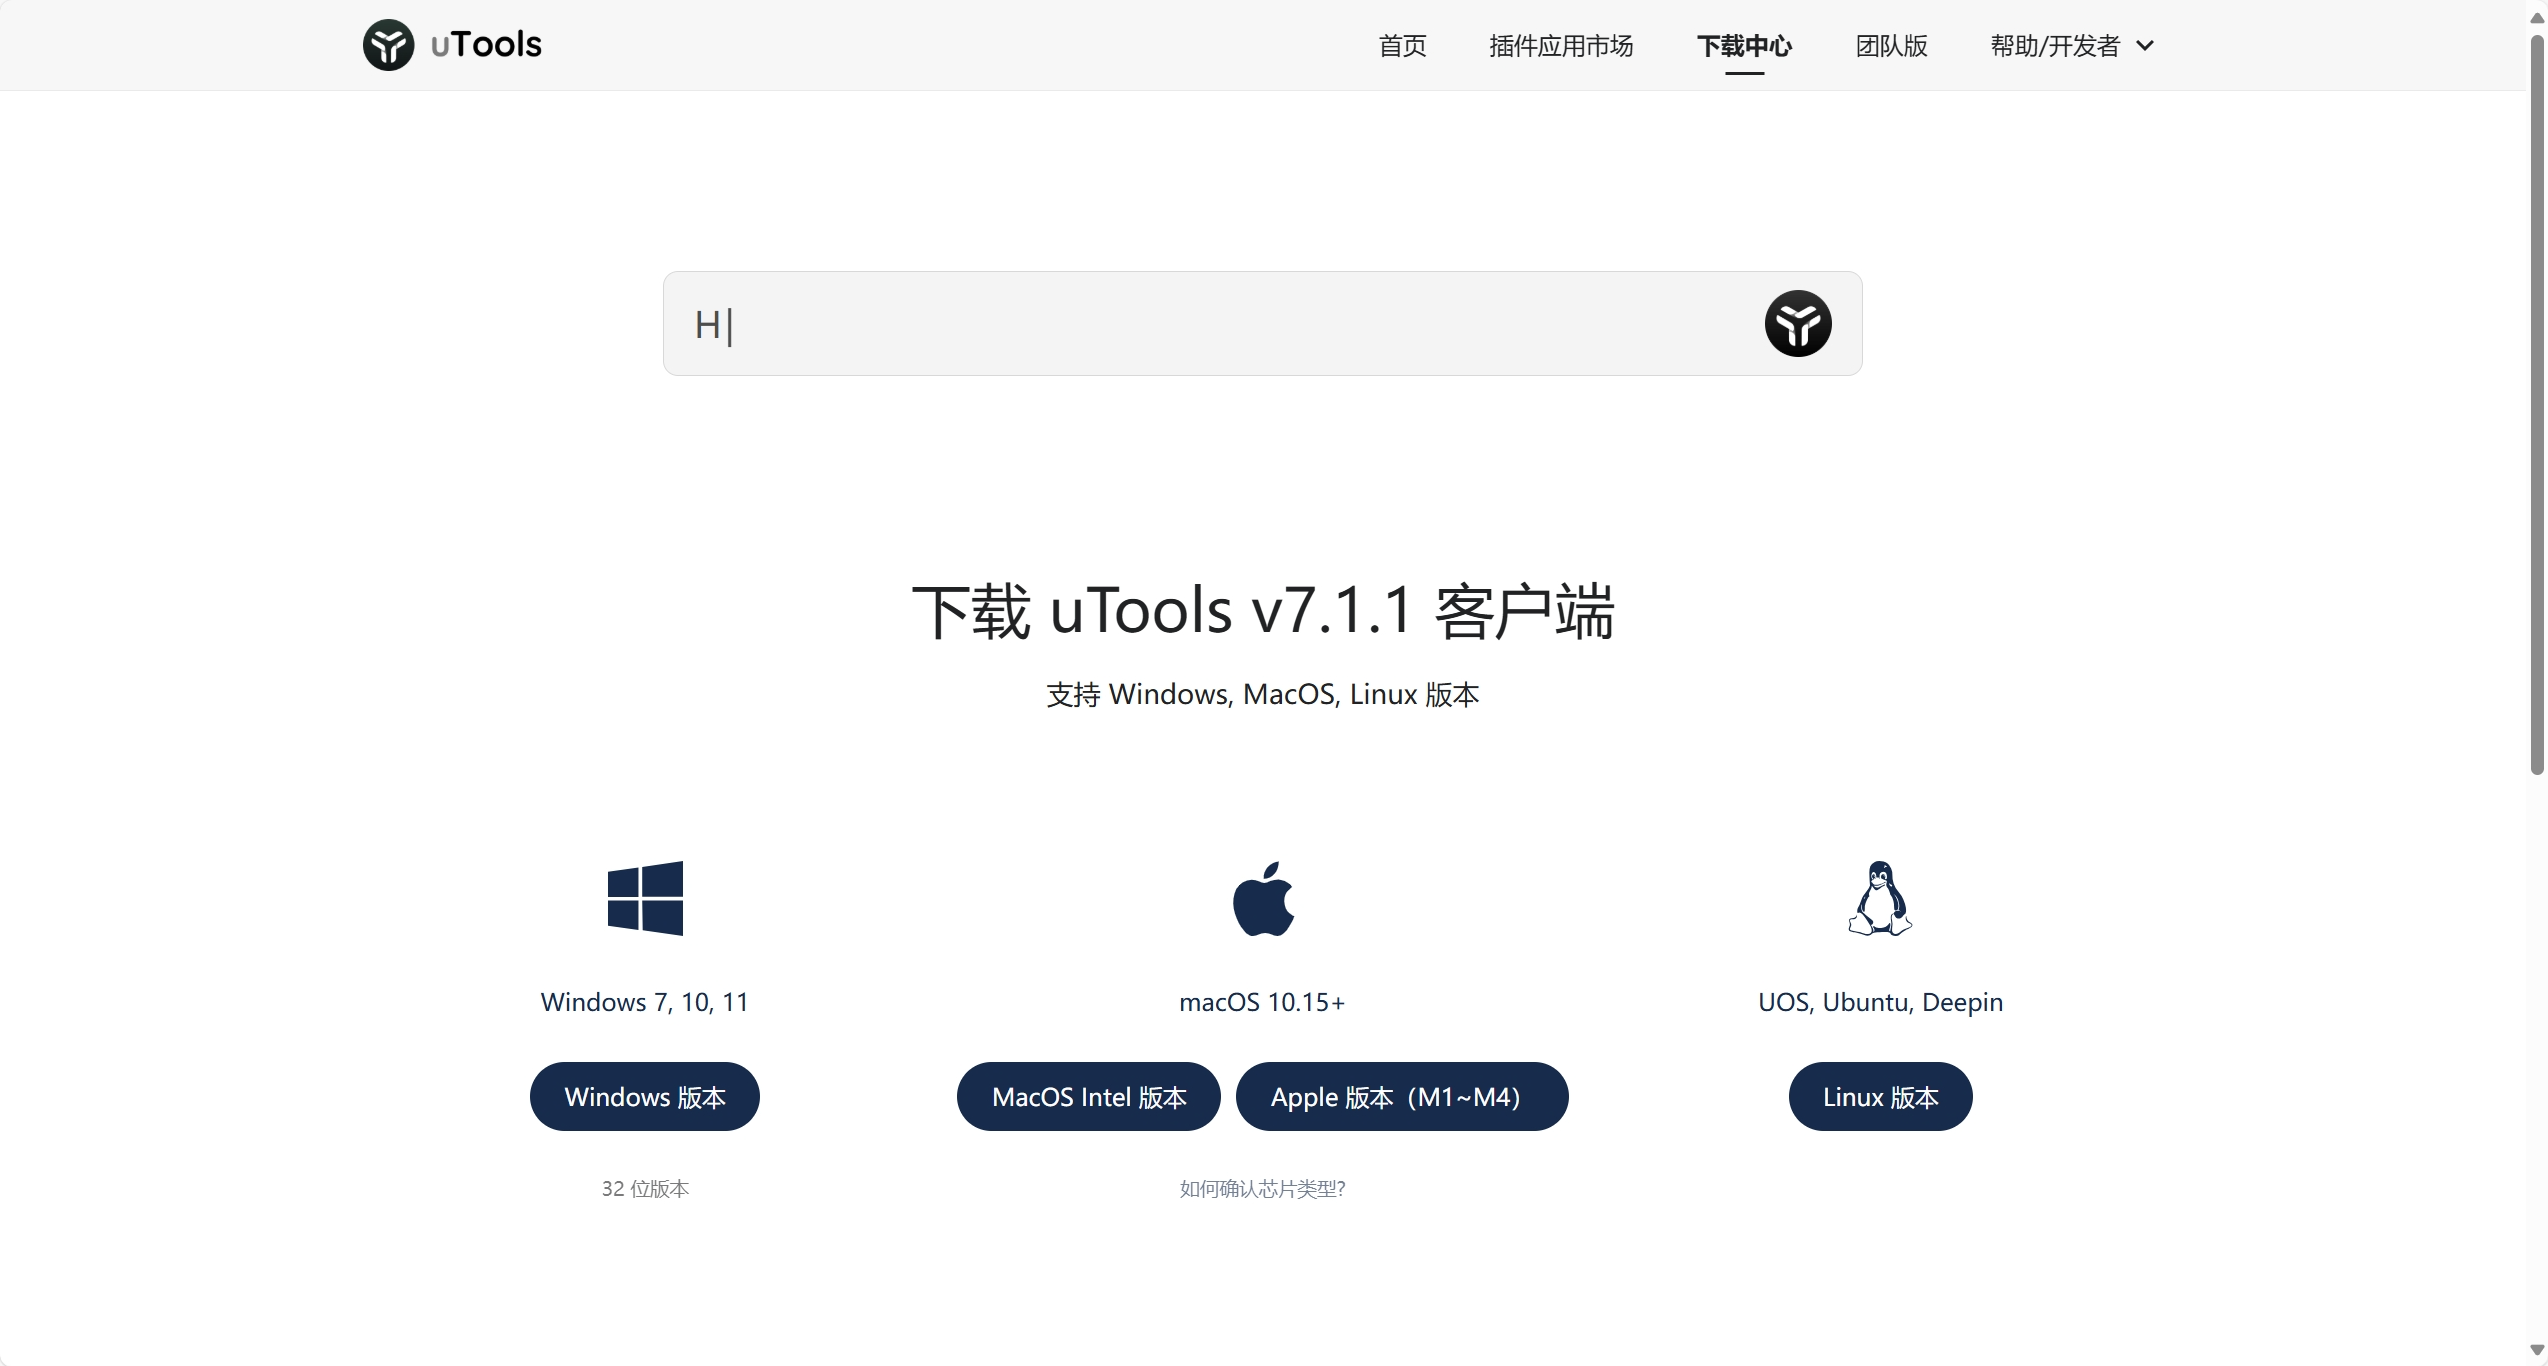 uTools
首页 插件应用市场 下载中心 团队版 帮助/开发者
H
下载 uTools v7.1.1 客户端
支持 Windows, MacOS, Linux 版本
Windows 7, 10, 11
macOS 10.15+
UOS, Ubuntu, Deepin
Windows 版本
MacOS Intel 版本
Apple 版本（M1~M4）
Linux 版本
32 位版本
如何确认芯片类型?